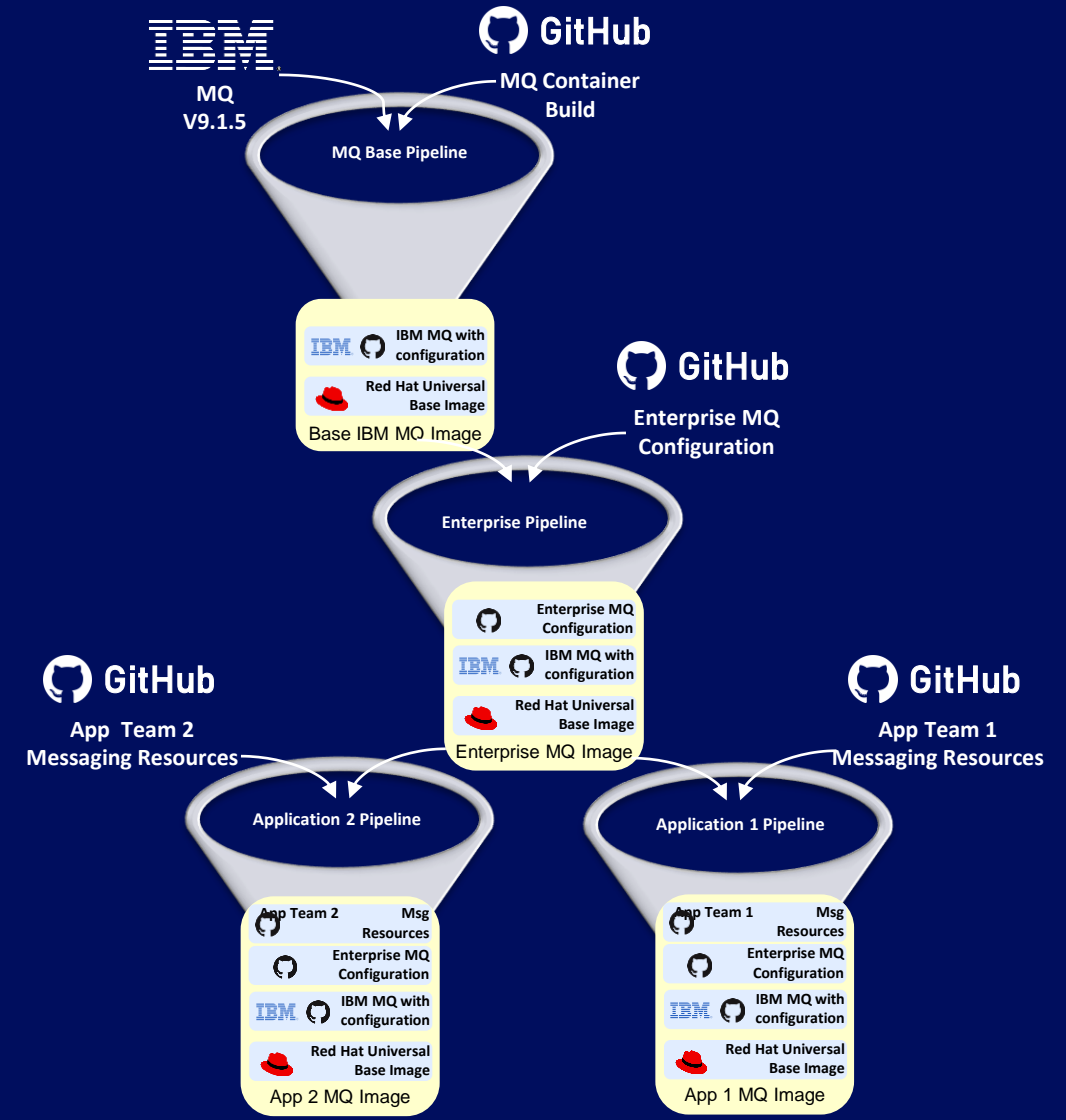 IBM
GitHub
MQ
V9.1.5
MQ Container
Build
MQ Base Pipeline
IBM
IBM MQ with
configuration
Red Hat Universal
Base Image
Base IBM MQ Image
GitHub
Enterprise MQ
Configuration
Enterprise Pipeline
Enterprise MQ
Configuration
IBM
IBM MQ with
configuration
Red Hat Universal
Base Image
Enterprise MQ Image
GitHub
App Team 2
Messaging Resources
GitHub
App Team 1
Messaging Resources
Application 2 Pipeline
Application 1 Pipeline
App Team 2 Msg
Resources
Enterprise MQ
Configuration
IBM
IBM MQ with
configuration
Red Hat Universal
Base Image
App 2 MQ Image
App Team 1 Msg
Resources
Enterprise MQ
Configuration
IBM
IBM MQ with
configuration
Red Hat Universal
Base Image
App 1 MQ Image